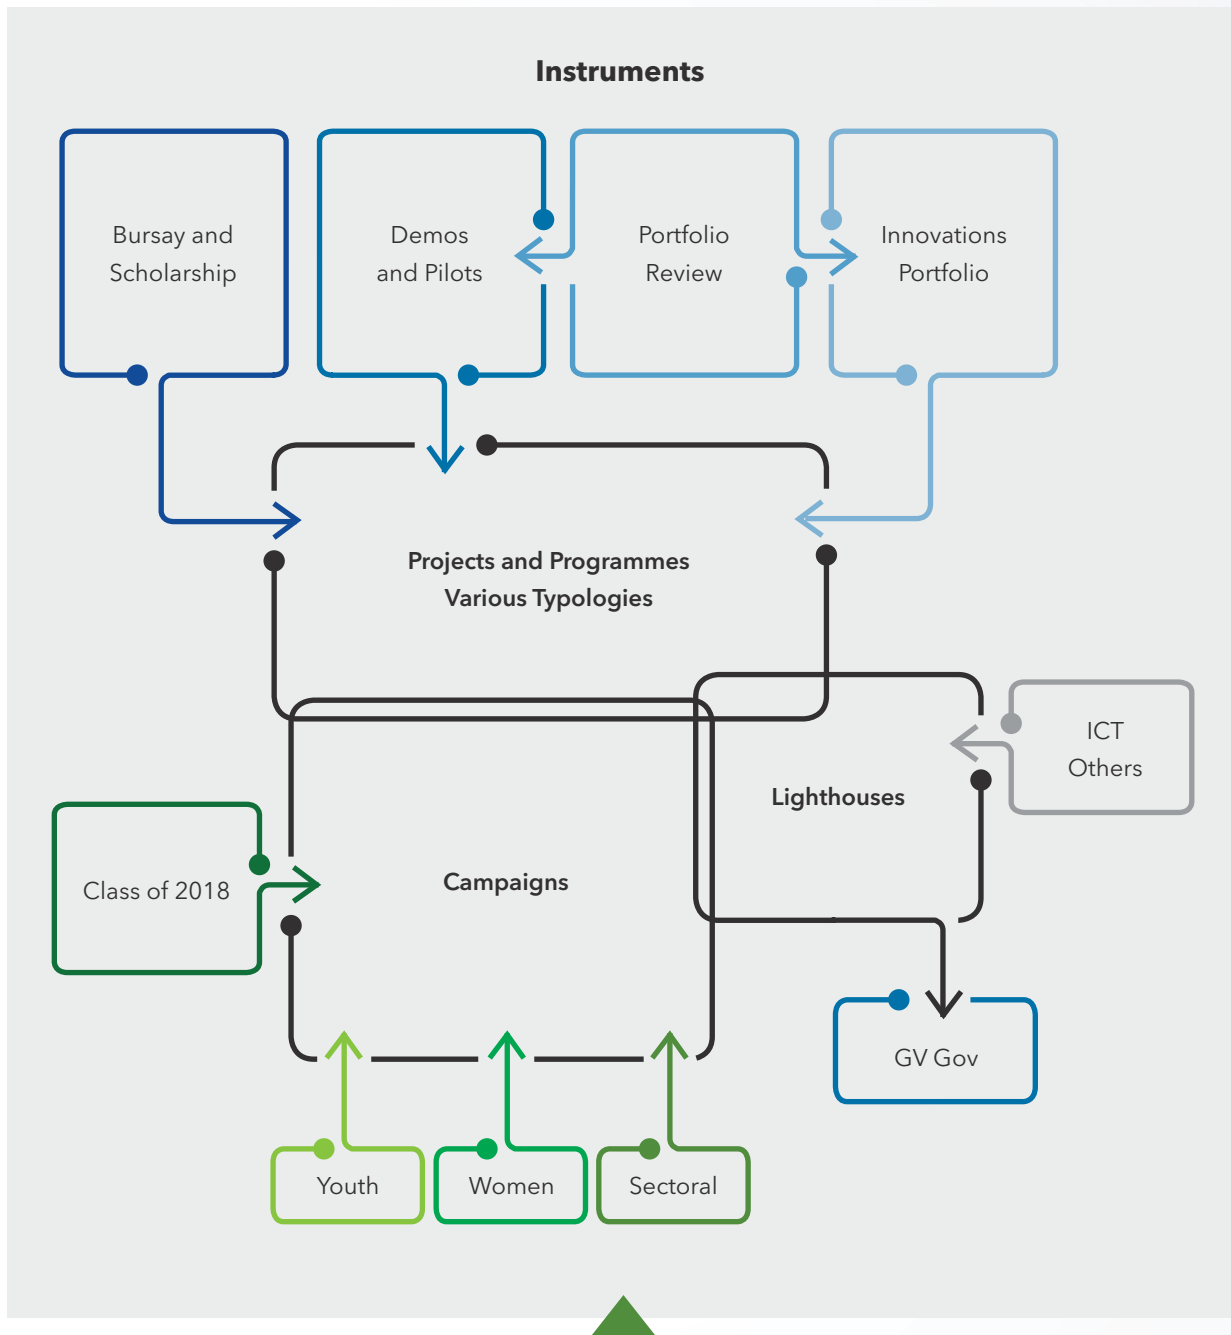 Instruments
Bursay and
Scholarship
Demos
and Pilots
Portfolio
Review
Innovations
Portfolio
Projects and Programmes
Various Typologies
ICT
Others
Lighthouses
Class of 2018
Campaigns
GV Gov
Youth
Women
Sectoral